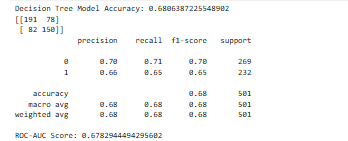 Decision Tree Model Accuracy: 0.6806387225548902
[[191  78]
 [ 82 150]]
              precision    recall  f1-score   support
           0       0.70      0.71      0.70       269
           1       0.66      0.65      0.65       232
    accuracy                           0.68       501
   macro avg       0.68      0.68      0.68       501
weighted avg       0.68      0.68      0.68       501
ROC-AUC Score: 0.6782944494295602